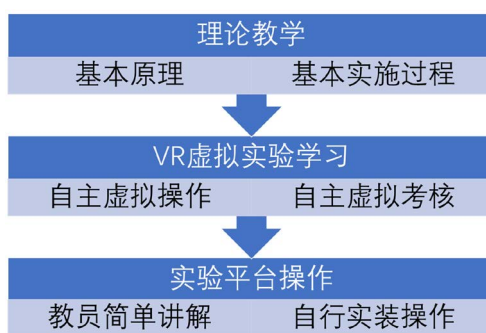 理论教学
基本原理 基本实施过程
VR虚拟实验学习
自主虚拟操作 自主虚拟考核
实验平台操作
教员简单讲解 自行实装操作